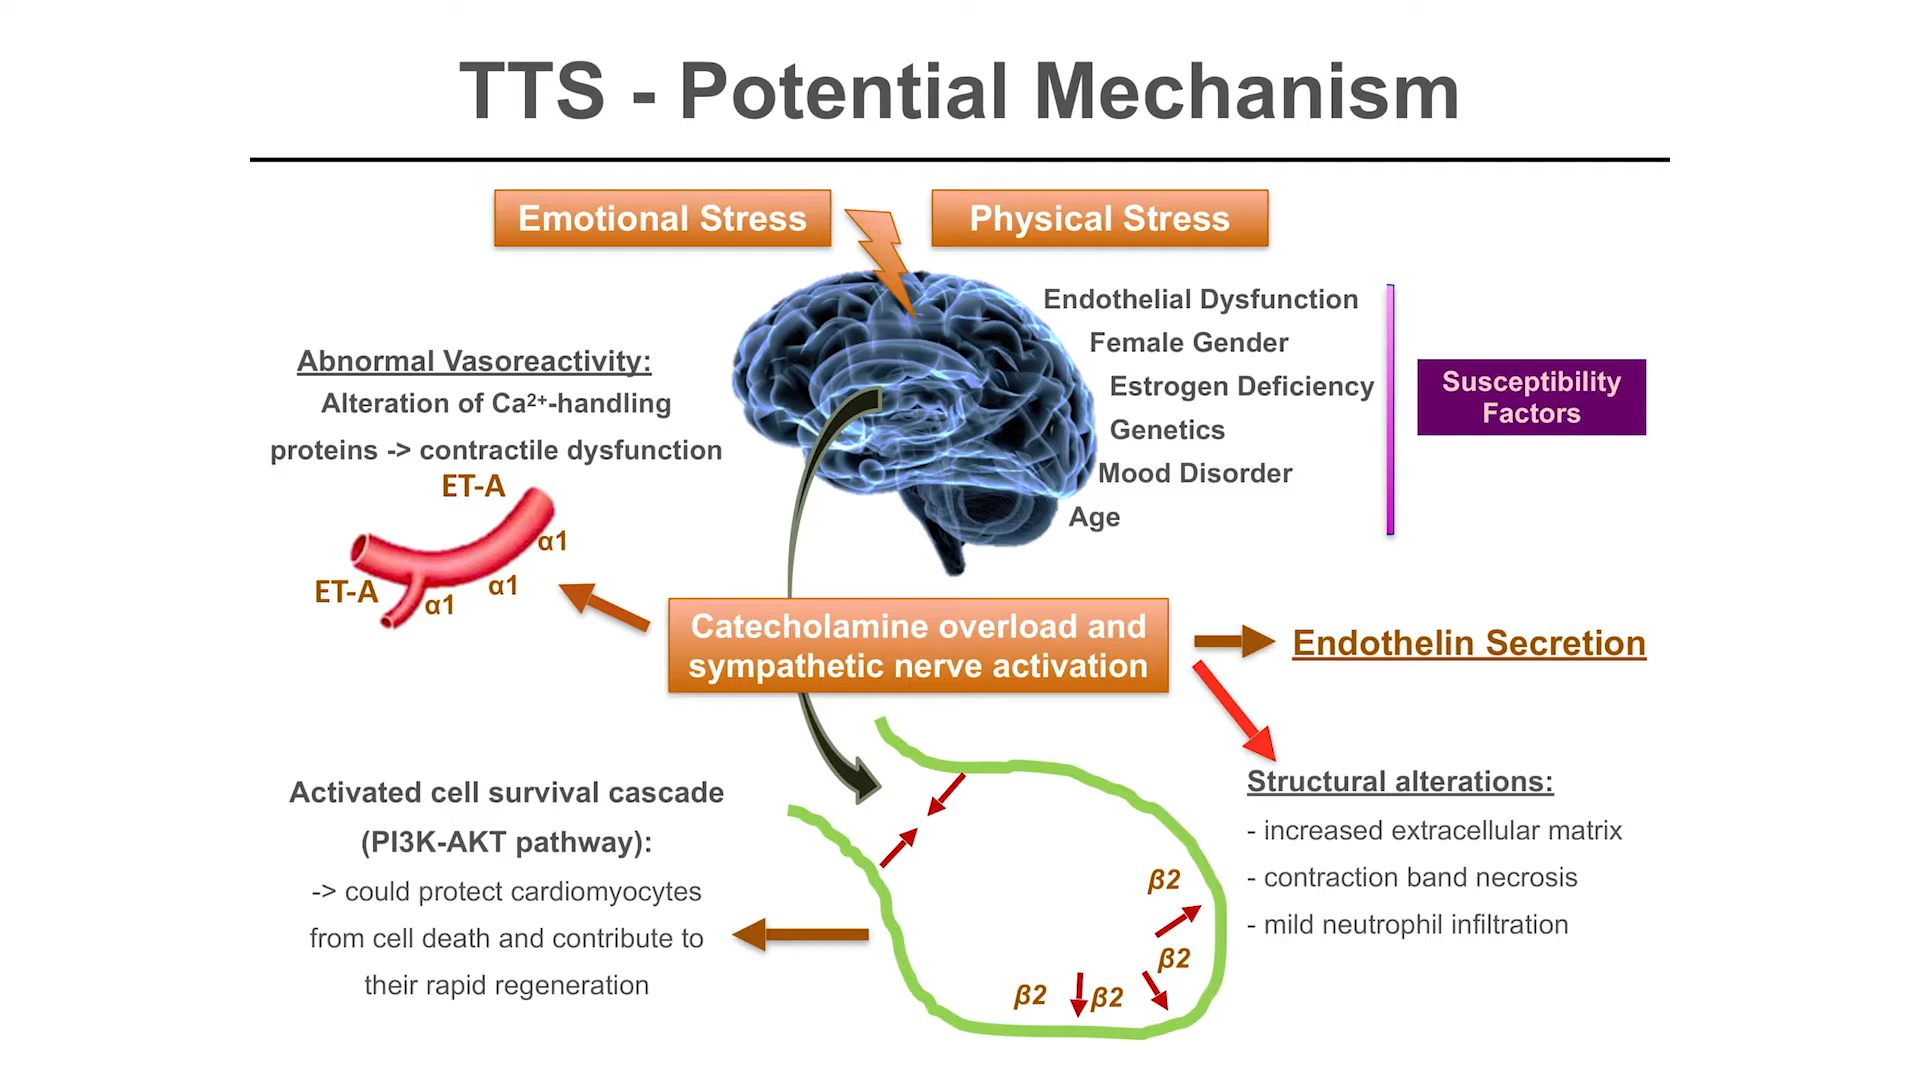 TTS - Potential Mechanism
Emotional Stress
Physical Stress
Endothelial Dysfunction
Female Gender
Estrogen Deficiency
Genetics
Mood Disorder
Age
Susceptibility
Factors
Abnormal Vasoreactivity:
Alteration of Ca²⁺-handling
proteins -> contractile dysfunction
ET-A
α1
α1
ET-A
α1
Catecholamine overload and
sympathetic nerve activation
Endothelin Secretion
Activated cell survival cascade
(PI3K-AKT pathway):
-> could protect cardiomyocytes
from cell death and contribute to
their rapid regeneration
β2
β2
β2
β2
Structural alterations:
- increased extracellular matrix
- contraction band necrosis
- mild neutrophil infiltration